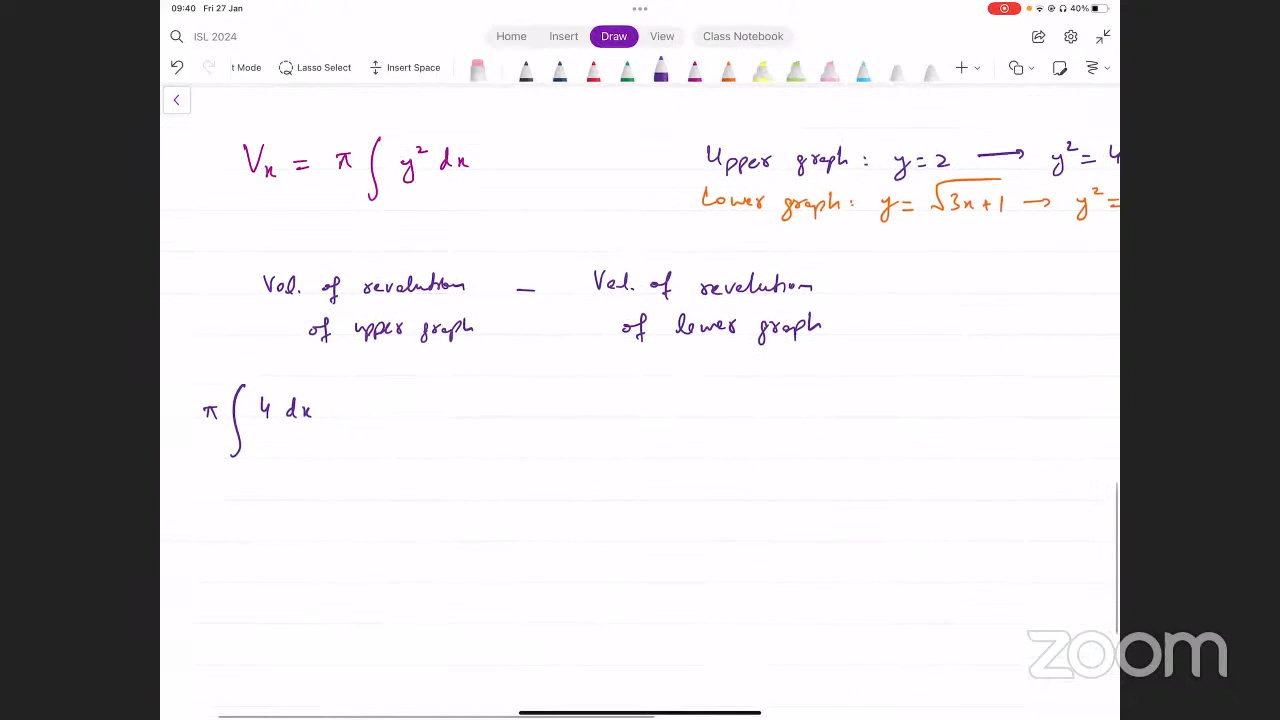 09:40 Fri 27 Jan
40%
ISL 2024
Home Insert Draw View Class Notebook
t Mode Lasso Select Insert Space
Vx = π ∫ y² dx
Upper graph: y = 2 → y² = 4
Lower graph: y = √3x+1 → y² =
Vol. of revolution − Vol. of revolution
of upper graph of lower graph
π ∫ 4 dx
zoom